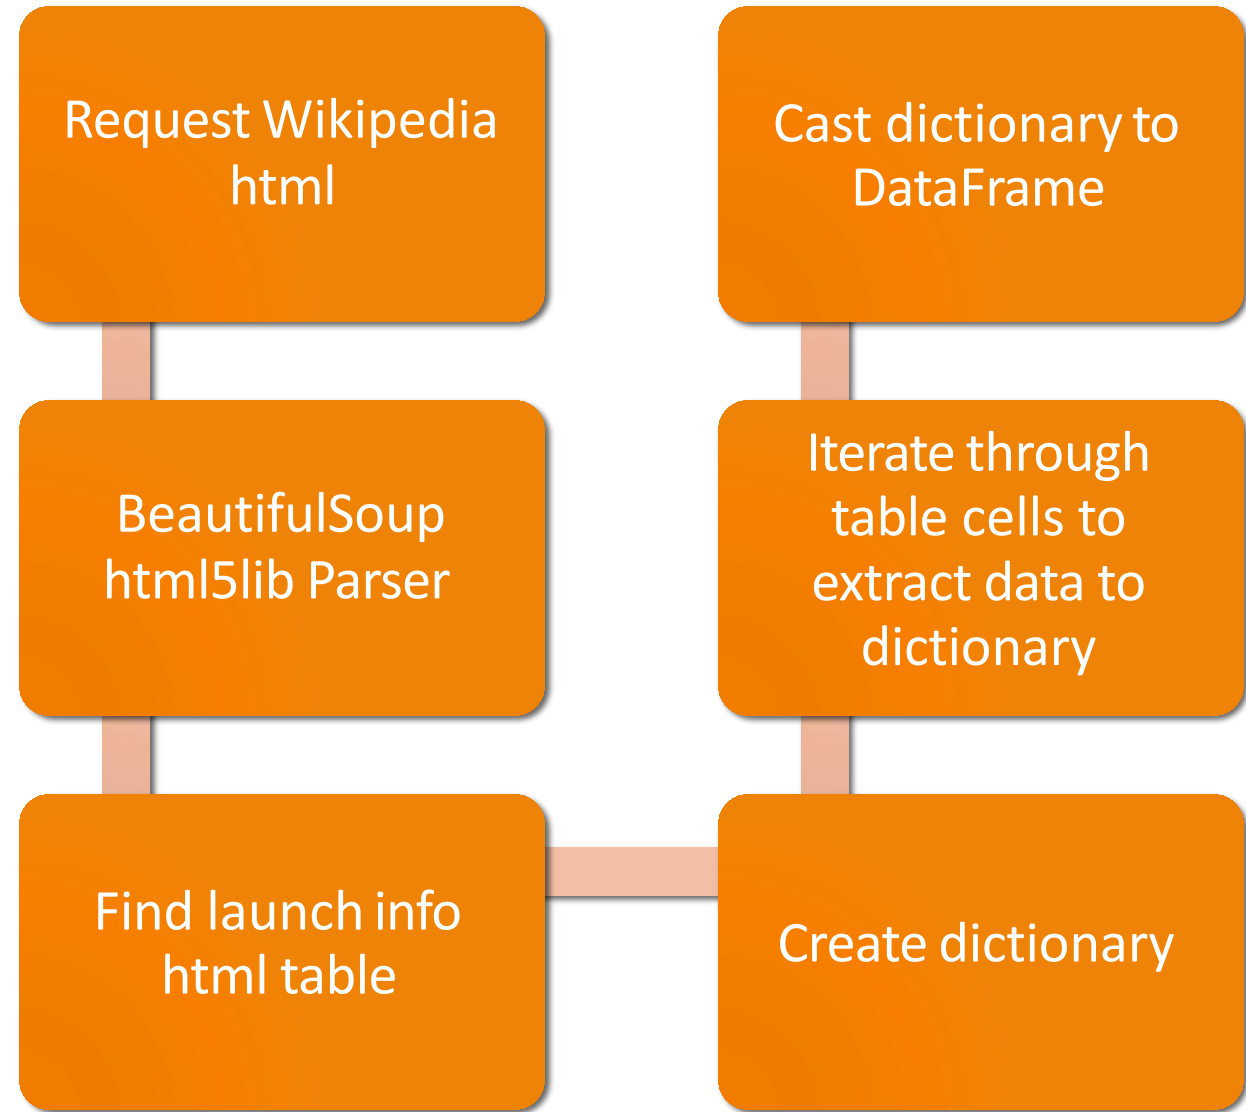 Request Wikipedia
html
BeautifulSoup
html5lib Parser
Find launch info
html table
Create dictionary
Iterate through
table cells to
extract data to
dictionary
Cast dictionary to
DataFrame